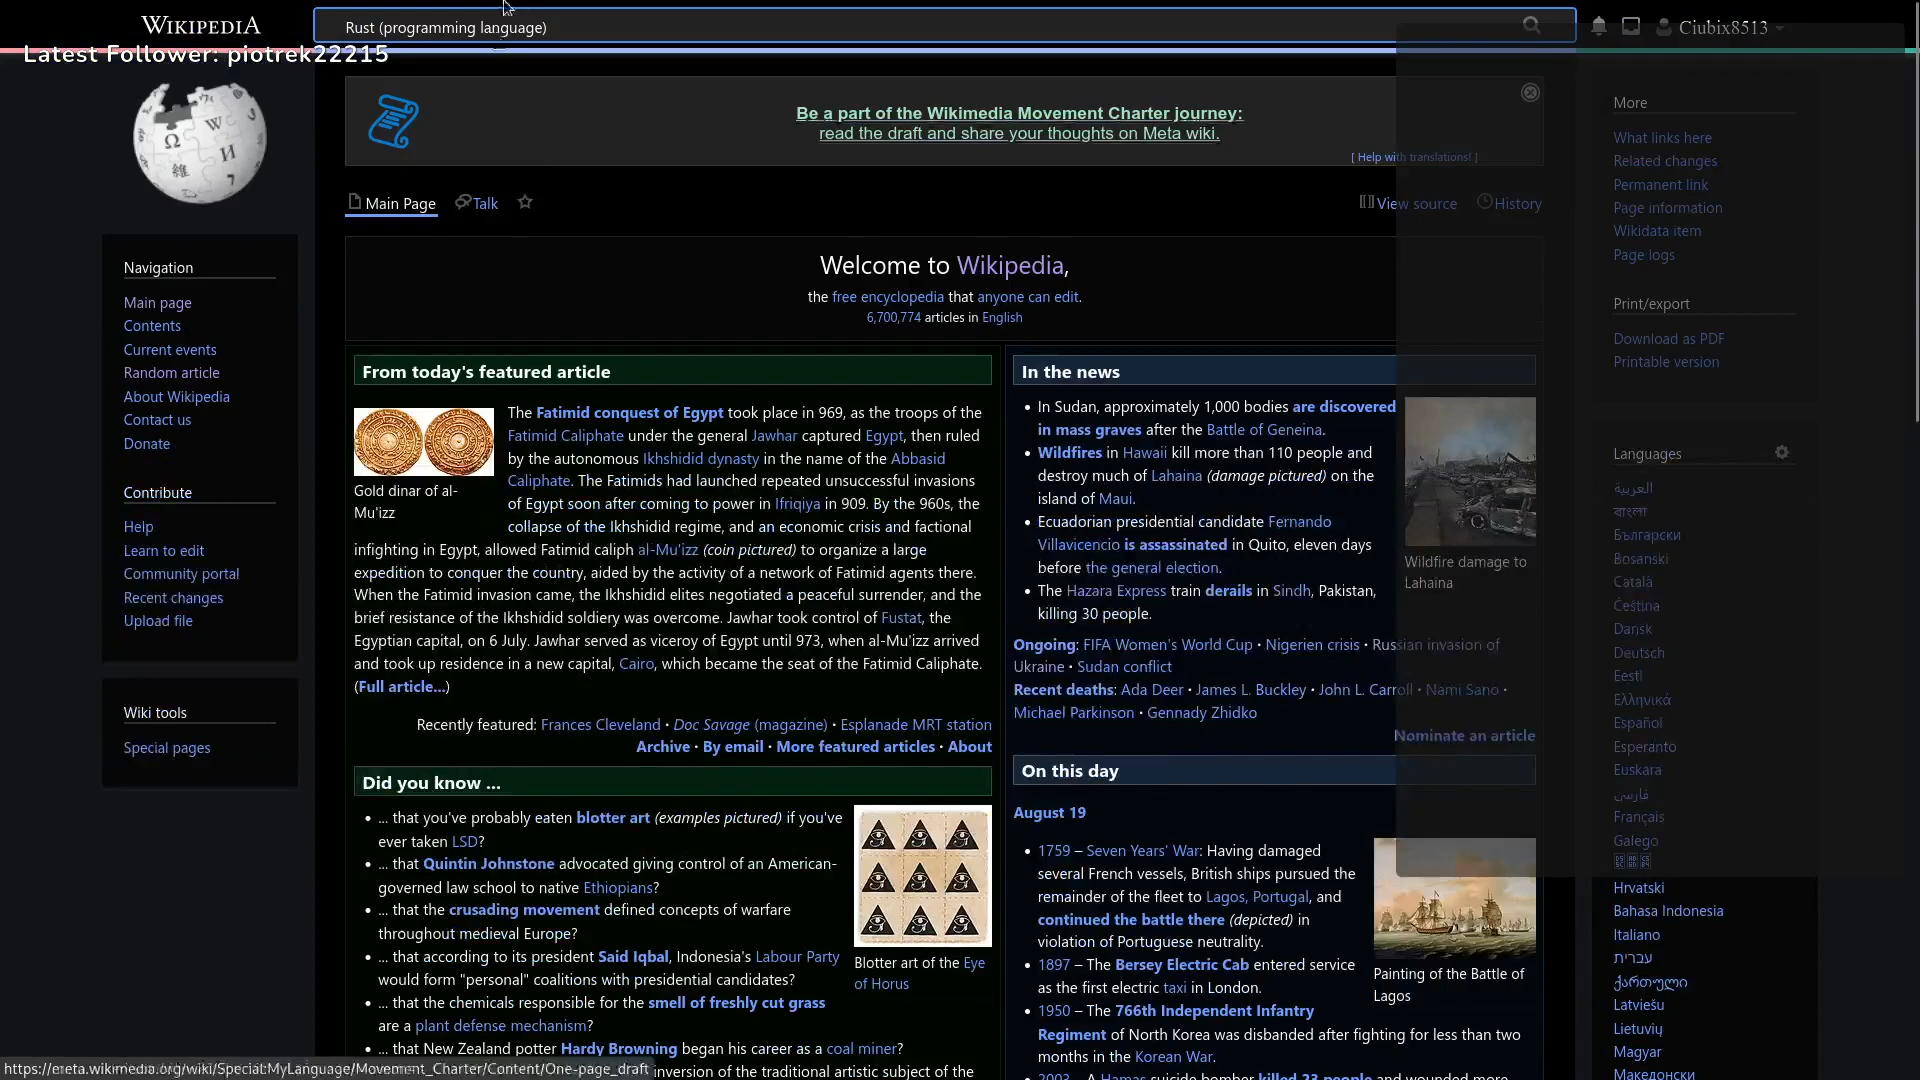 WIKIPEDIA
Rust (programming language)
Ciubix8513
Latest Follower: piotrek22215
Be a part of the Wikimedia Movement Charter journey:
read the draft and share your thoughts on Meta wiki.
[ Help with translations! ]
Main Page
Talk
View source
History
Navigation
Main page
Contents
Current events
Random article
About Wikipedia
Contact us
Donate
Contribute
Help
Learn to edit
Community portal
Recent changes
Upload file
Wiki tools
Special pages
Welcome to Wikipedia,
the free encyclopedia that anyone can edit.
6,700,774 articles in English
From today's featured article
Gold dinar of al-
Mu'izz
The Fatimid conquest of Egypt took place in 969, as the troops of the
Fatimid Caliphate under the general Jawhar captured Egypt, then ruled
by the autonomous Ikhshidid dynasty in the name of the Abbasid
Caliphate. The Fatimids had launched repeated unsuccessful invasions
of Egypt soon after coming to power in Ifriqiya in 909. By the 960s, the
collapse of the Ikhshidid regime, and an economic crisis and factional
infighting in Egypt, allowed Fatimid caliph al-Mu'izz (coin pictured) to organize a large
expedition to conquer the country, aided by the activity of a network of Fatimid agents there.
When the Fatimid invasion came, the Ikhshidid elites negotiated a peaceful surrender, and the
brief resistance of the Ikhshidid soldiery was overcome. Jawhar took control of Fustat, the
Egyptian capital, on 6 July. Jawhar served as viceroy of Egypt until 973, when al-Mu'izz arrived
and took up residence in a new capital, Cairo, which became the seat of the Fatimid Caliphate.
(Full article...)
Recently featured: Frances Cleveland · Doc Savage (magazine) · Esplanade MRT station
Archive · By email · More featured articles · About
Did you know ...
... that you've probably eaten blotter art (examples pictured) if you've
ever taken LSD?
... that Quintin Johnstone advocated giving control of an American-
governed law school to native Ethiopians?
... that the crusading movement defined concepts of warfare
throughout medieval Europe?
... that according to its president Said Iqbal, Indonesia's Labour Party
would form "personal" coalitions with presidential candidates?
... that the chemicals responsible for the smell of freshly cut grass
are a plant defense mechanism?
... that New Zealand potter Hardy Browning began his career as a coal miner?
inversion of the traditional artistic subject of the
Blotter art of the Eye
of Horus
In the news
In Sudan, approximately 1,000 bodies are discovered
in mass graves after the Battle of Geneina.
Wildfires in Hawaii kill more than 110 people and
destroy much of Lahaina (damage pictured) on the
island of Maui.
Ecuadorian presidential candidate Fernando
Villavicencio is assassinated in Quito, eleven days
before the general election.
The Hazara Express train derails in Sindh, Pakistan,
killing 30 people.
Wildfire damage to
Lahaina
Ongoing: FIFA Women's World Cup · Nigerien crisis · Russian invasion of
Ukraine · Sudan conflict
Recent deaths: Ada Deer · James L. Buckley · John L. Carroll · Nami Sano ·
Michael Parkinson · Gennady Zhidko
Nominate an article
On this day
August 19
1759 – Seven Years' War: Having damaged
several French vessels, British ships pursued the
remainder of the fleet to Lagos, Portugal, and
continued the battle there (depicted) in
violation of Portuguese neutrality.
1897 – The Bersey Electric Cab entered service
as the first electric taxi in London.
1950 – The 766th Independent Infantry
Regiment of North Korea was disbanded after fighting for less than two
months in the Korean War.
2003 – A Hamas suicide bomber killed 23 people and wounded more
Painting of the Battle of
Lagos
More
What links here
Related changes
Permanent link
Page information
Wikidata item
Page logs
Print/export
Download as PDF
Printable version
Languages
العربية
বাংলা
Български
Bosanski
Català
Čeština
Dansk
Deutsch
Eesti
Ελληνικά
Español
Esperanto
Euskara
فارسی
Français
Galego
Hrvatski
Bahasa Indonesia
Italiano
עברית
ქართული
Latviešu
Lietuvių
Magyar
Македонски
https://meta.wikimedia.org/wiki/Special:MyLanguage/Movement_Charter/Content/One-page_draft